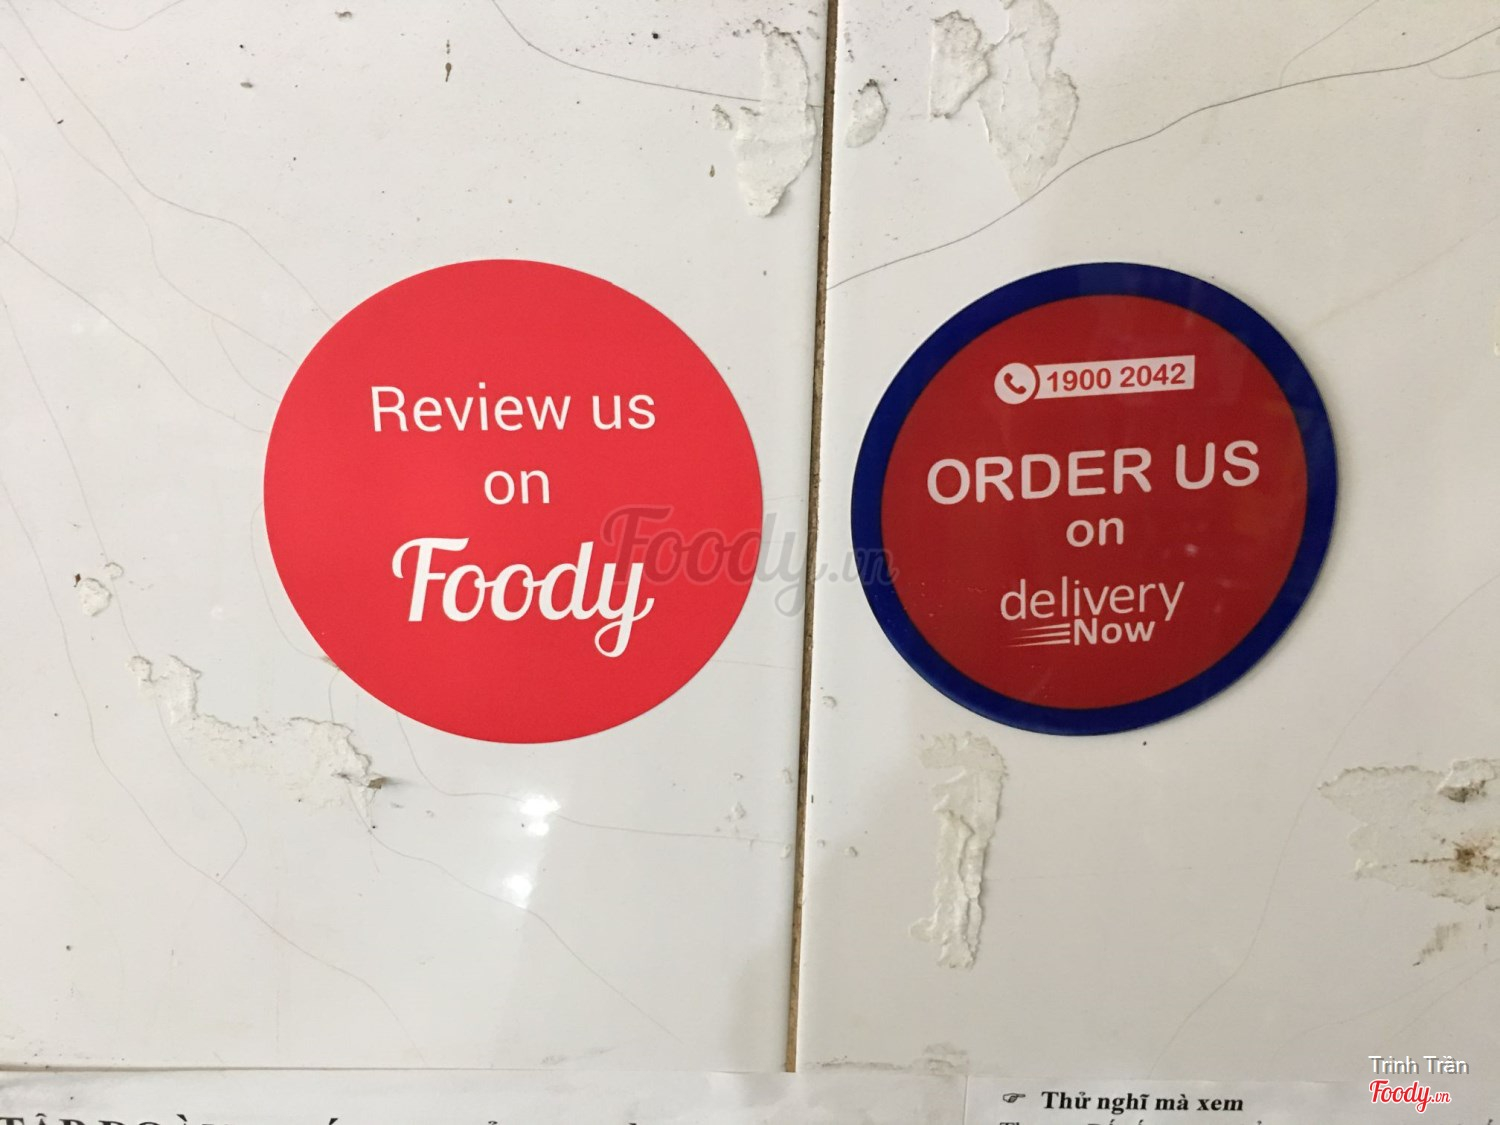 Review us
on
Foody
1900 2042
ORDER US
on
delivery
Now
Foody.vn
☞ Thử nghĩ mà xem
Trinh Trần
Foody.vn